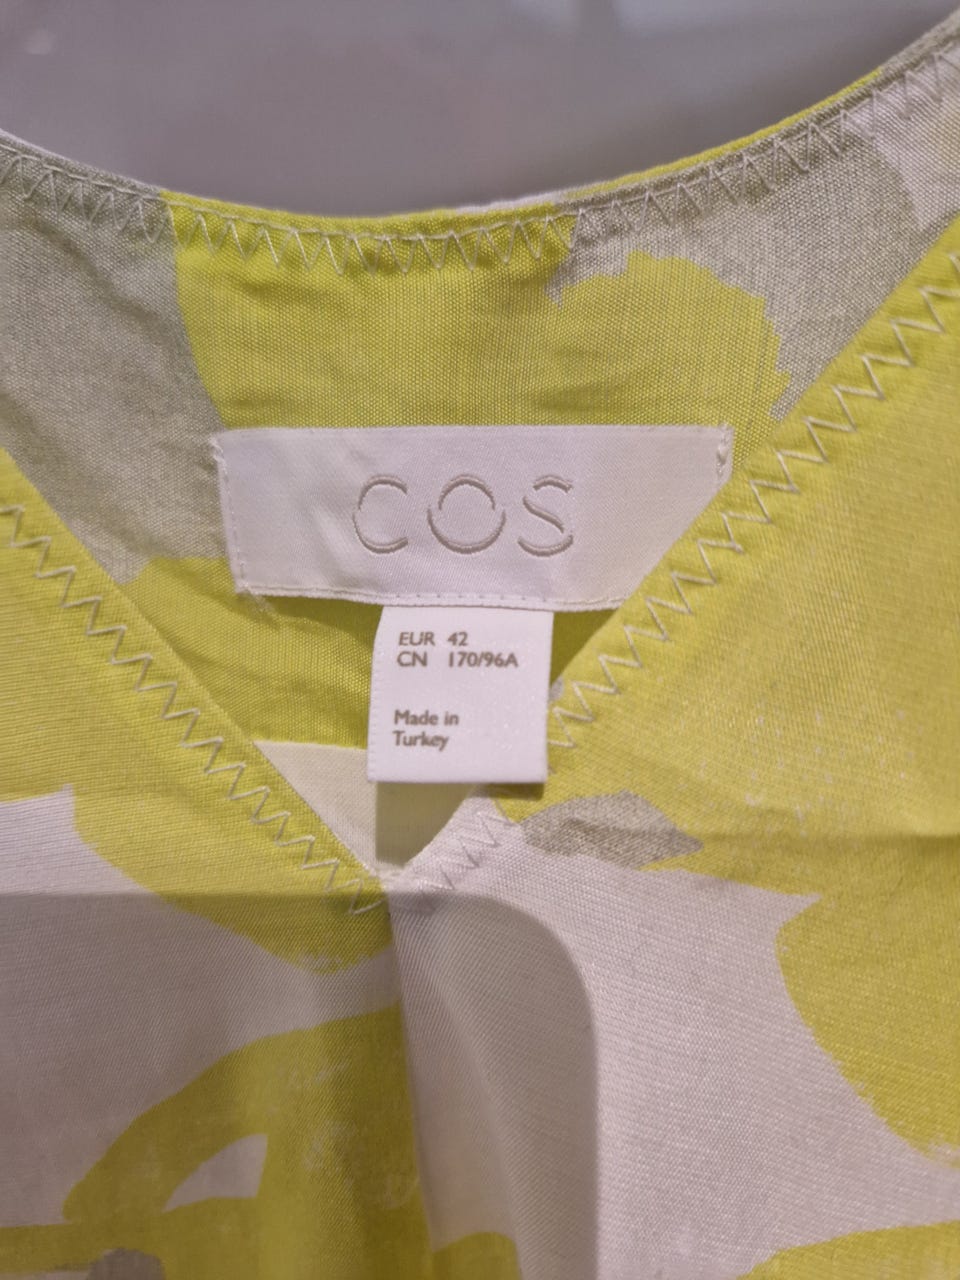 COS
EUR 42
CN 170/96A
Made in
Turkey